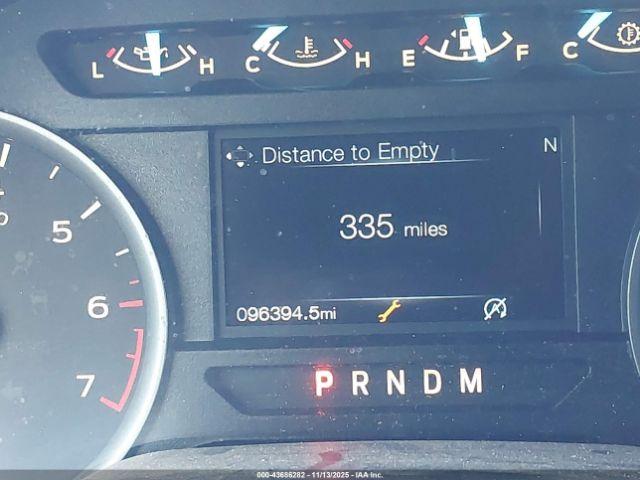 L H C H E F C
Distance to Empty N
335 miles
5
6
7
096394.5mi
P R N D M
000-43686282 - 11/13/2025 - IAA Inc.